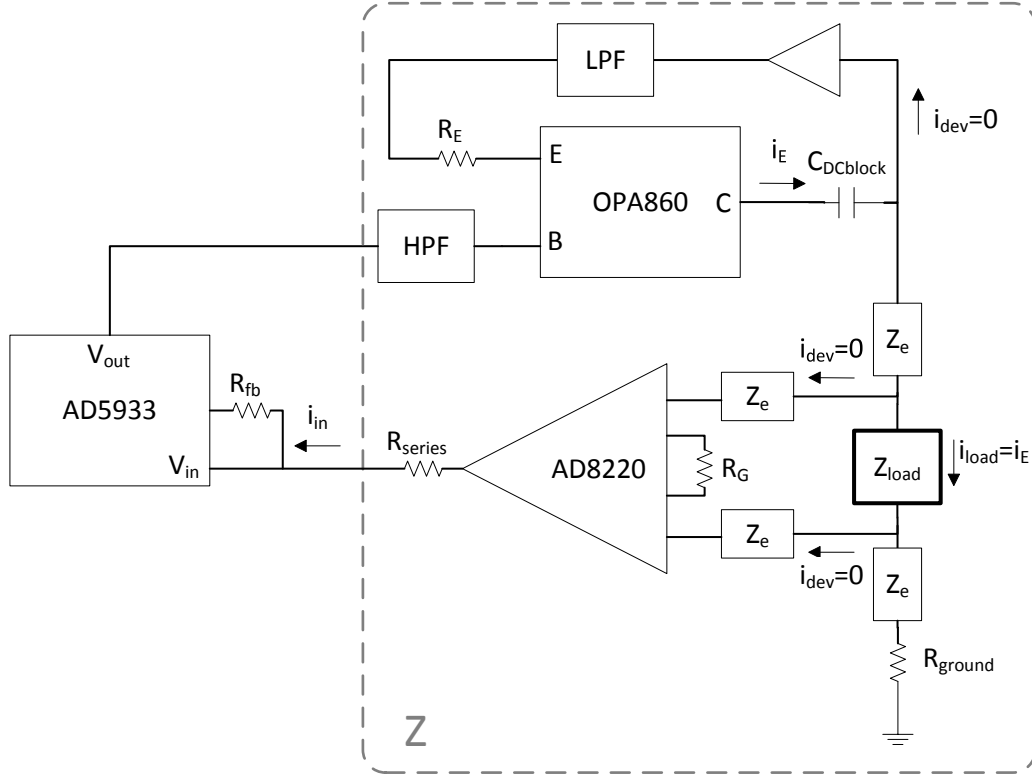 LPF
i_dev=0
R_E
E
i_E
C_DCblock
OPA860
C
HPF
B
Z_e
V_out
i_dev=0
R_fb
Z_e
AD5933
i_in
R_series
Z_load
i_load=i_E
AD8220
R_G
V_in
Z_e
i_dev=0
Z_e
R_ground
Z